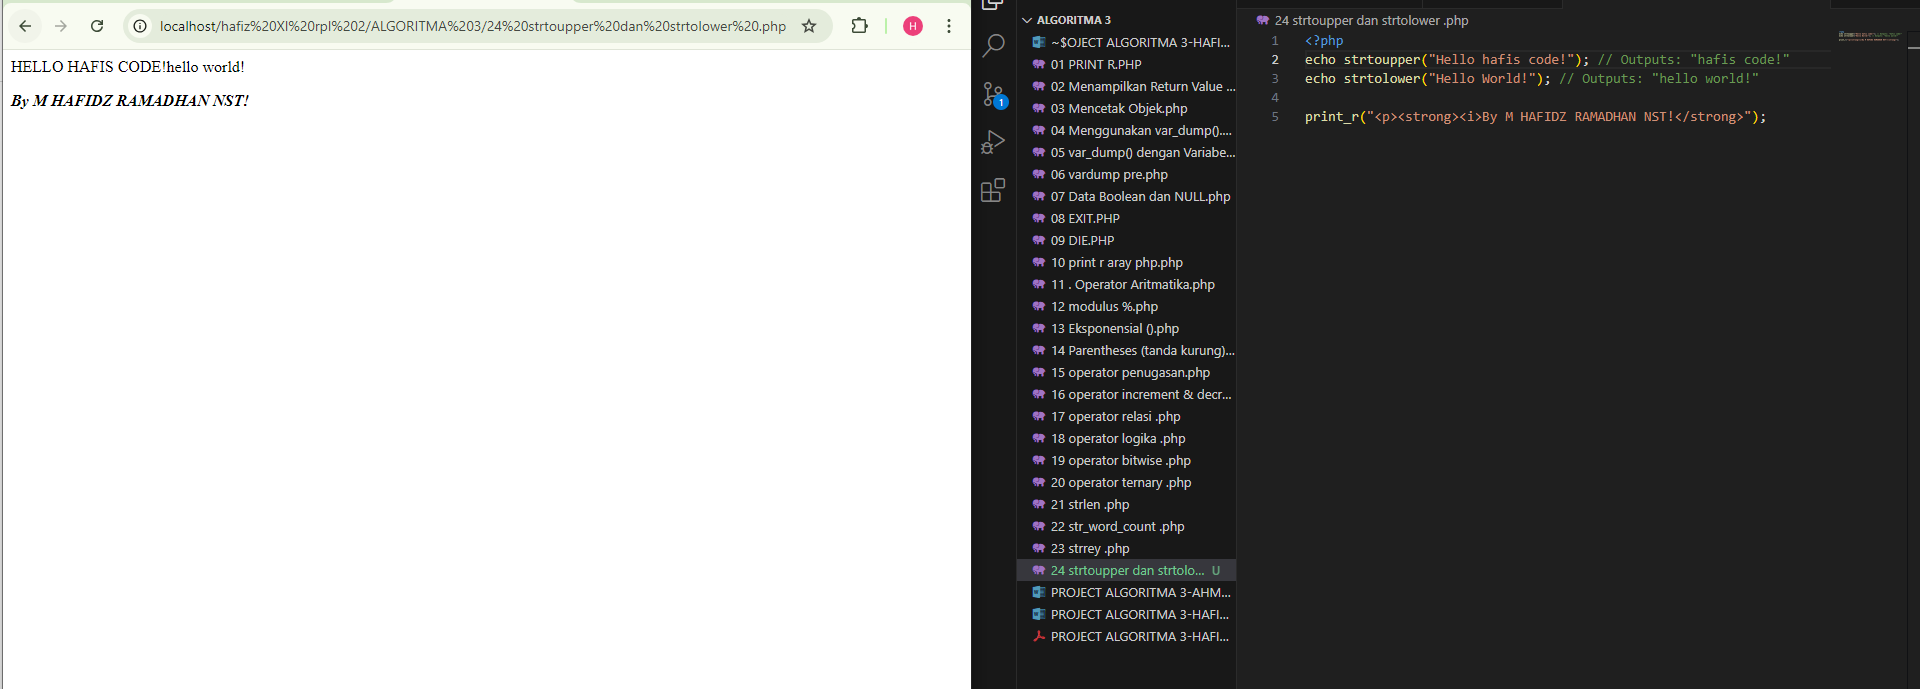 localhost/hafiz%20XI%20rpl%202/ALGORITMA%203/24%20strtoupper%20dan%20strtolower%20.php
H
HELLO HAFIS CODE!hello world!
By M HAFIDZ RAMADHAN NST!
1
ALGORITMA 3
~$OJECT ALGORITMA 3-HAFI...
01 PRINT R.PHP
02 Menampilkan Return Value ...
03 Mencetak Objek.php
04 Menggunakan var_dump()....
05 var_dump() dengan Variabe...
06 vardump pre.php
07 Data Boolean dan NULL.php
08 EXIT.PHP
09 DIE.PHP
10 print r aray php.php
11 . Operator Aritmatika.php
12 modulus %.php
13 Eksponensial ().php
14 Parentheses (tanda kurung)...
15 operator penugasan.php
16 operator increment & decr...
17 operator relasi .php
18 operator logika .php
19 operator bitwise .php
20 operator ternary .php
21 strlen .php
22 str_word_count .php
23 strrey .php
24 strtoupper dan strtolo... U
PROJECT ALGORITMA 3-AHM...
PROJECT ALGORITMA 3-HAFI...
PROJECT ALGORITMA 3-HAFI...
24 strtoupper dan strtolower .php
1 <?php
2 echo strtoupper("Hello hafis code!"); // Outputs: "hafis code!"
3 echo strtolower("Hello World!"); // Outputs: "hello world!"
4
5 print_r("<p><strong><i>By M HAFIDZ RAMADHAN NST!</strong>");